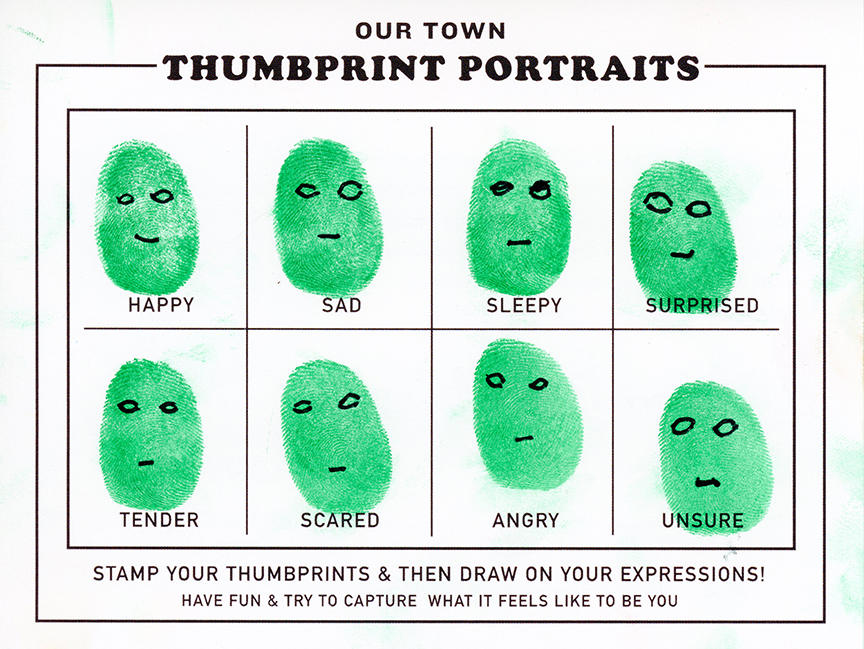 OUR TOWN
THUMBPRINT PORTRAITS
HAPPY
SAD
SLEEPY
SURPRISED
TENDER
SCARED
ANGRY
UNSURE
STAMP YOUR THUMBPRINTS & THEN DRAW ON YOUR EXPRESSIONS!
HAVE FUN & TRY TO CAPTURE WHAT IT FEELS LIKE TO BE YOU